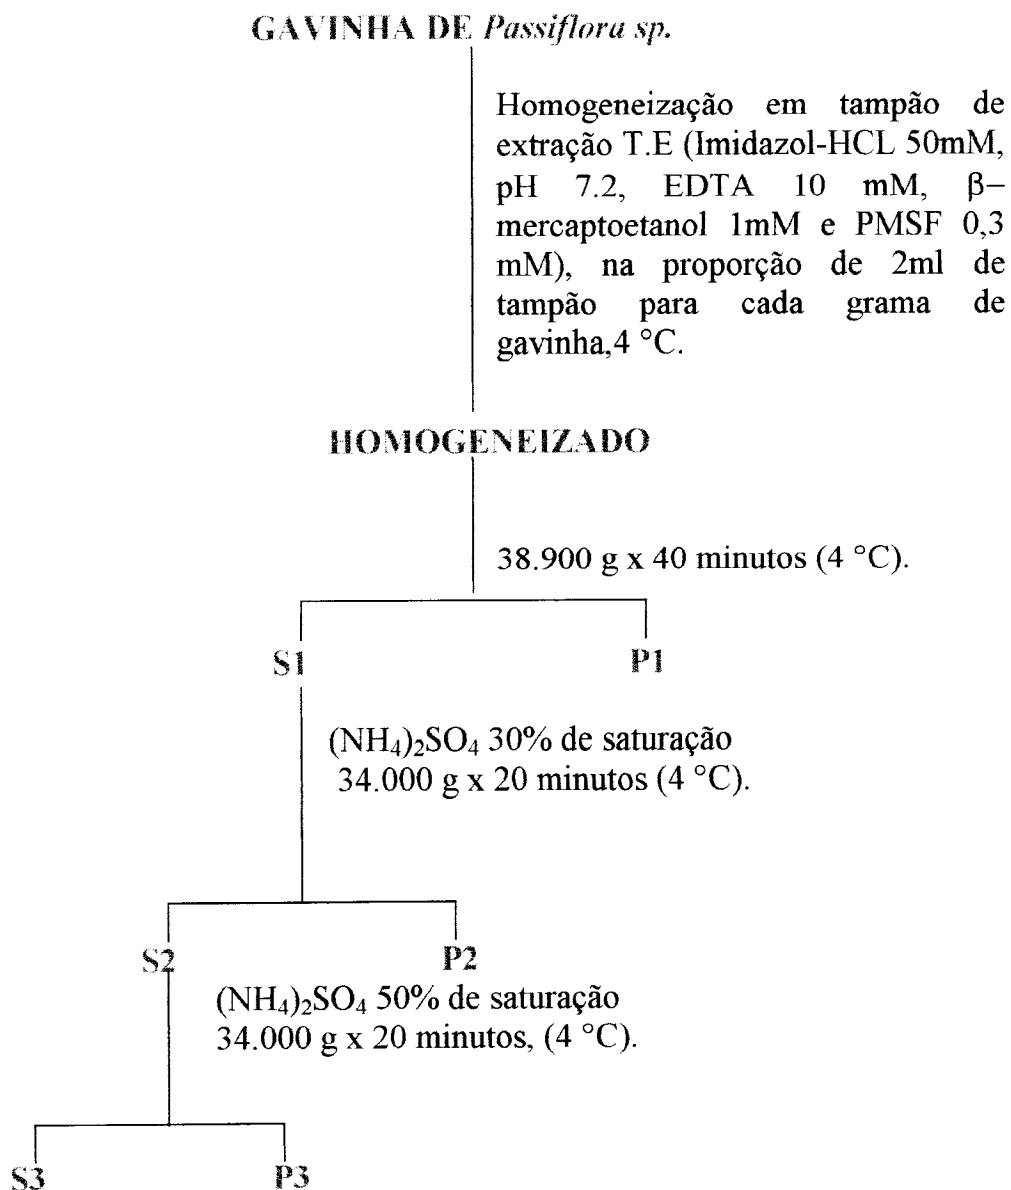 GAVINHA DE Passiflora sp.
Homogeneização em tampão de
extração T.E (Imidazol-HCL 50mM,
pH 7.2, EDTA 10 mM, β–
mercaptoetanol 1mM e PMSF 0,3
mM), na proporção de 2ml de
tampão para cada grama de
gavinha,4 °C.
HOMOGENEIZADO
38.900 g x 40 minutos (4 °C).
S1 P1
(NH₄)₂SO₄ 30% de saturação
34.000 g x 20 minutos (4 °C).
S2 P2
(NH₄)₂SO₄ 50% de saturação
34.000 g x 20 minutos, (4 °C).
S3 P3